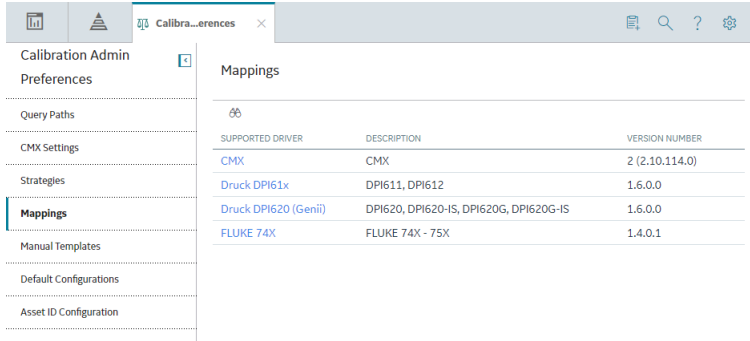 Calibra...erences
Calibration Admin
Preferences
Query Paths
CMX Settings
Strategies
Mappings
Manual Templates
Default Configurations
Asset ID Configuration
Mappings
SUPPORTED DRIVER DESCRIPTION VERSION NUMBER
CMX CMX 2 (2.10.114.0)
Druck DPI61x DPI611, DPI612 1.6.0.0
Druck DPI620 (Genii) DPI620, DPI620-IS, DPI620G, DPI620G-IS 1.6.0.0
FLUKE 74X FLUKE 74X - 75X 1.4.0.1